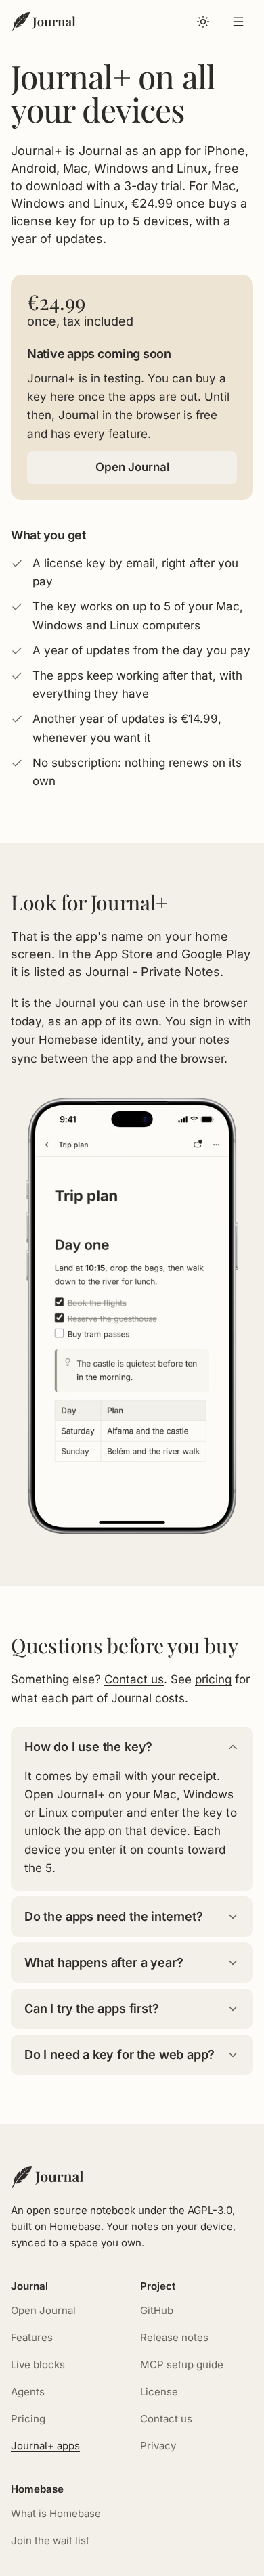 Journal
Journal+ on all
your devices
Journal+ is Journal as an app for iPhone,
Android, Mac, Windows and Linux, free
to download with a 3-day trial. For Mac,
Windows and Linux, €24.99 once buys a
license key for up to 5 devices, with a
year of updates.
€24.99
once, tax included
Native apps coming soon
Journal+ is in testing. You can buy a
key here once the apps are out. Until
then, Journal in the browser is free
and has every feature.
Open Journal
What you get
A license key by email, right after you
pay
The key works on up to 5 of your Mac,
Windows and Linux computers
A year of updates from the day you pay
The apps keep working after that, with
everything they have
Another year of updates is €14.99,
whenever you want it
No subscription: nothing renews on its
own
Look for Journal+
That is the app's name on your home
screen. In the App Store and Google Play
it is listed as Journal - Private Notes.
It is the Journal you can use in the browser
today, as an app of its own. You sign in with
your Homebase identity, and your notes
sync between the app and the browser.
9:41
Trip plan
Trip plan
Day one
Land at 10:15, drop the bags, then walk
down to the river for lunch.
Book the flights
Reserve the guesthouse
Buy tram passes
The castle is quietest before ten
in the morning.
Day Plan
Saturday Alfama and the castle
Sunday Belém and the river walk
Questions before you buy
Something else? Contact us. See pricing for
what each part of Journal costs.
How do I use the key?
It comes by email with your receipt.
Open Journal+ on your Mac, Windows
or Linux computer and enter the key to
unlock the app on that device. Each
device you enter it on counts toward
the 5.
Do the apps need the internet?
What happens after a year?
Can I try the apps first?
Do I need a key for the web app?
Journal
An open source notebook under the AGPL-3.0,
built on Homebase. Your notes on your device,
synced to a space you own.
Journal
Open Journal
Features
Live blocks
Agents
Pricing
Journal+ apps
Project
GitHub
Release notes
MCP setup guide
License
Contact us
Privacy
Homebase
What is Homebase
Join the wait list